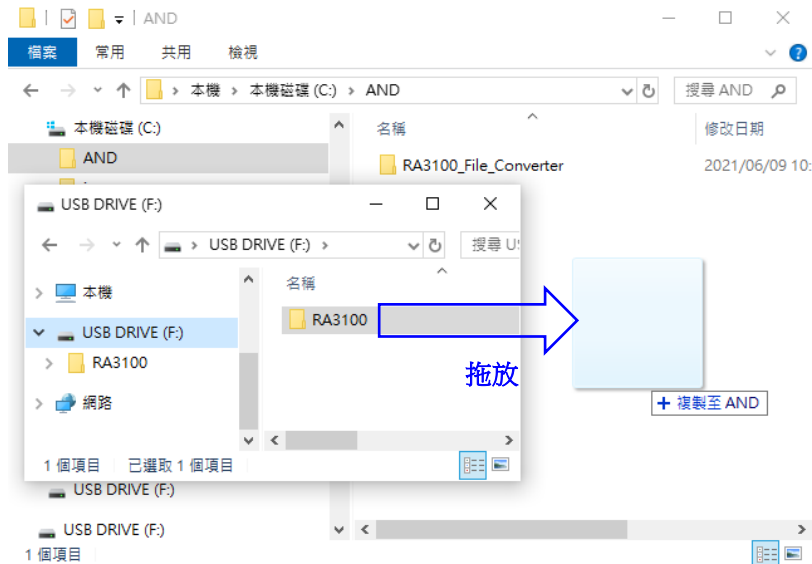 AND
檔案 常用 共用 檢視
本機 本機磁碟 (C:) AND 搜尋 AND
本機磁碟 (C:) 名稱 修改日期
AND RA3100_File_Converter 2021/06/09 10:
USB DRIVE (F:)
USB DRIVE (F:) 搜尋 U
本機 名稱
USB DRIVE (F:) RA3100
RA3100
拖放
網路 複製至 AND
1 個項目 已選取 1 個項目
USB DRIVE (F:)
USB DRIVE (F:)
1 個項目